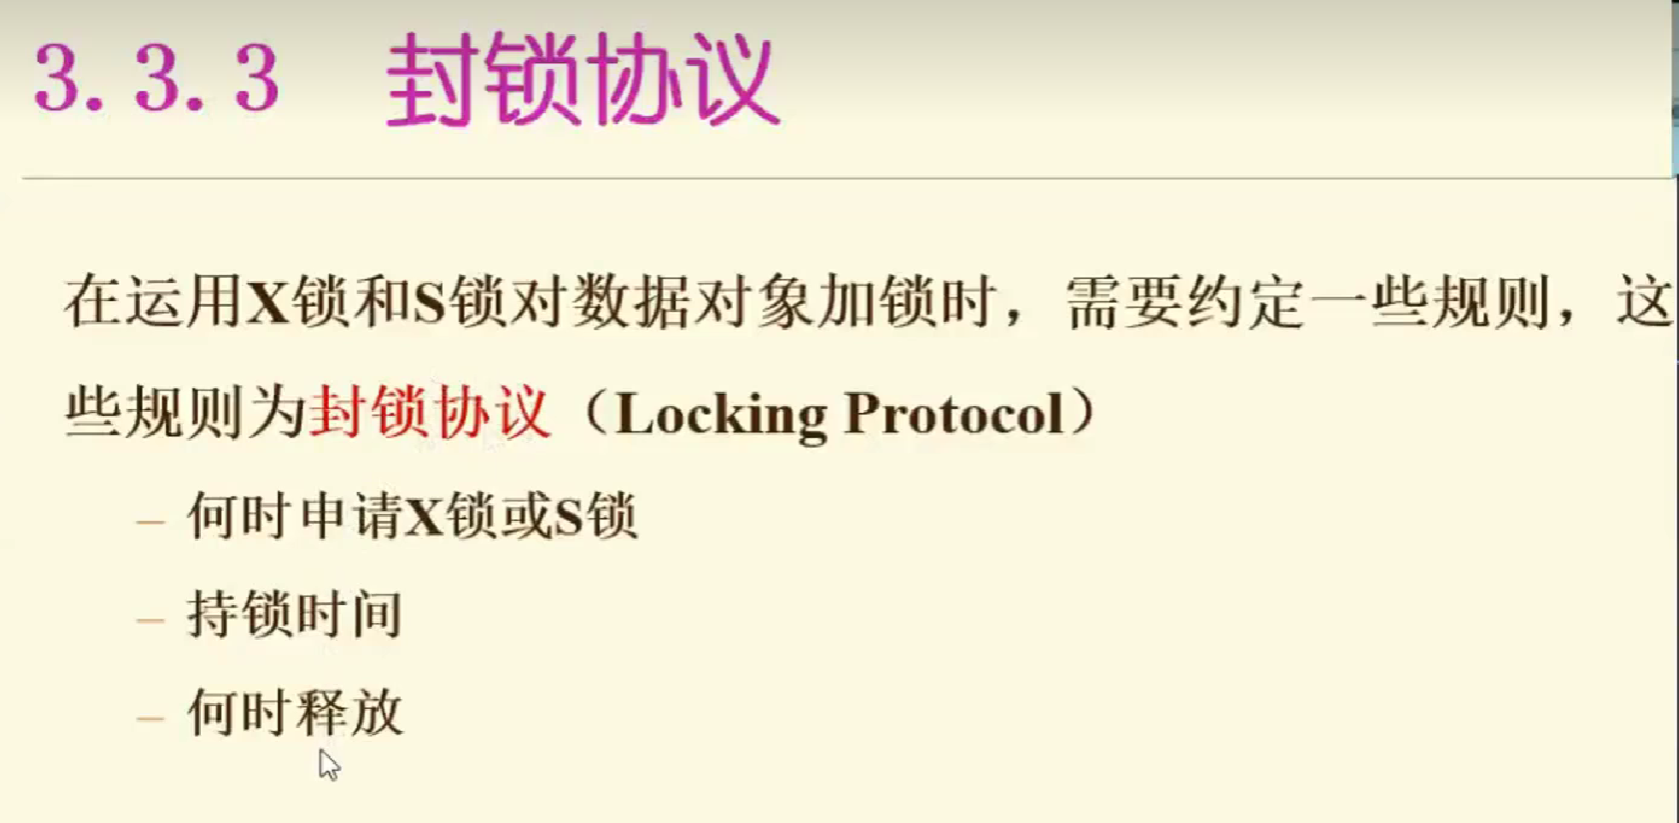 3.3.3 封锁协议
在运用X锁和S锁对数据对象加锁时，需要约定一些规则，这
些规则为封锁协议（Locking Protocol）
– 何时申请X锁或S锁
– 持锁时间
– 何时释放